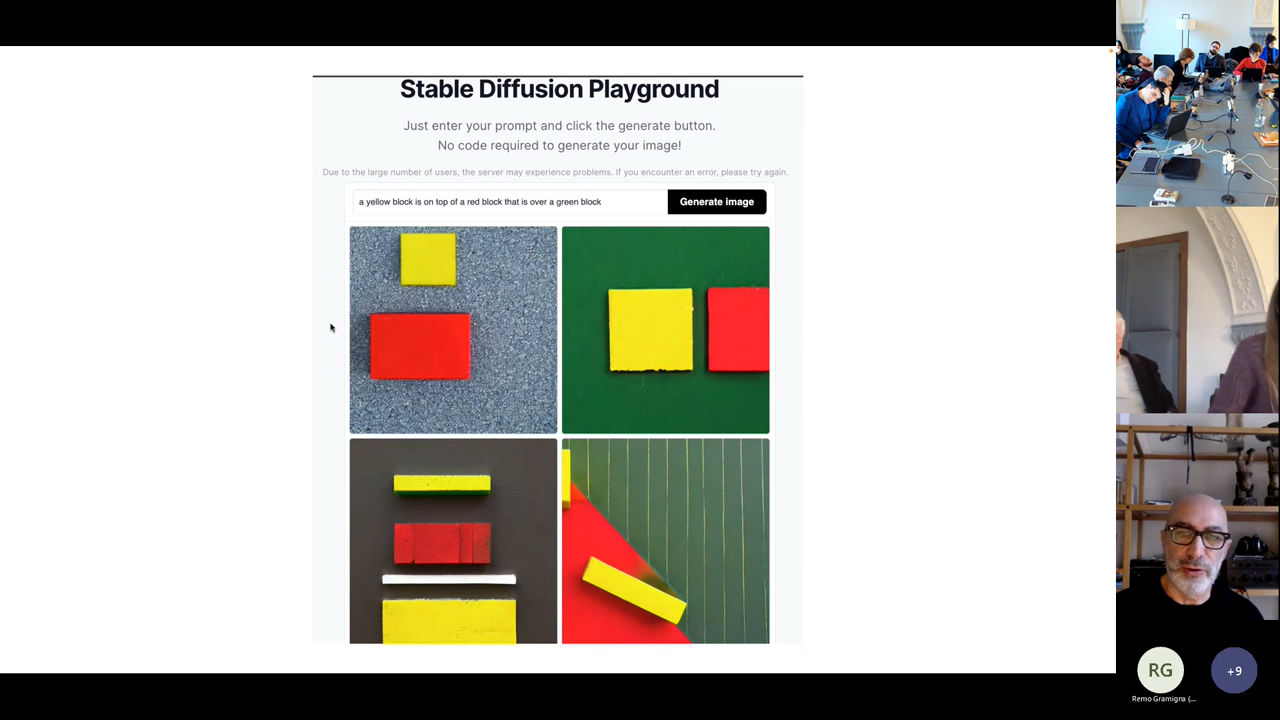 Stable Diffusion Playground
Just enter your prompt and click the generate button.
No code required to generate your image!
Due to the large number of users, the server may experience problems. If you encounter an error, please try again.
a yellow block is on top of a red block that is over a green block
Generate image
RG
+9
Remo Gramigna (...